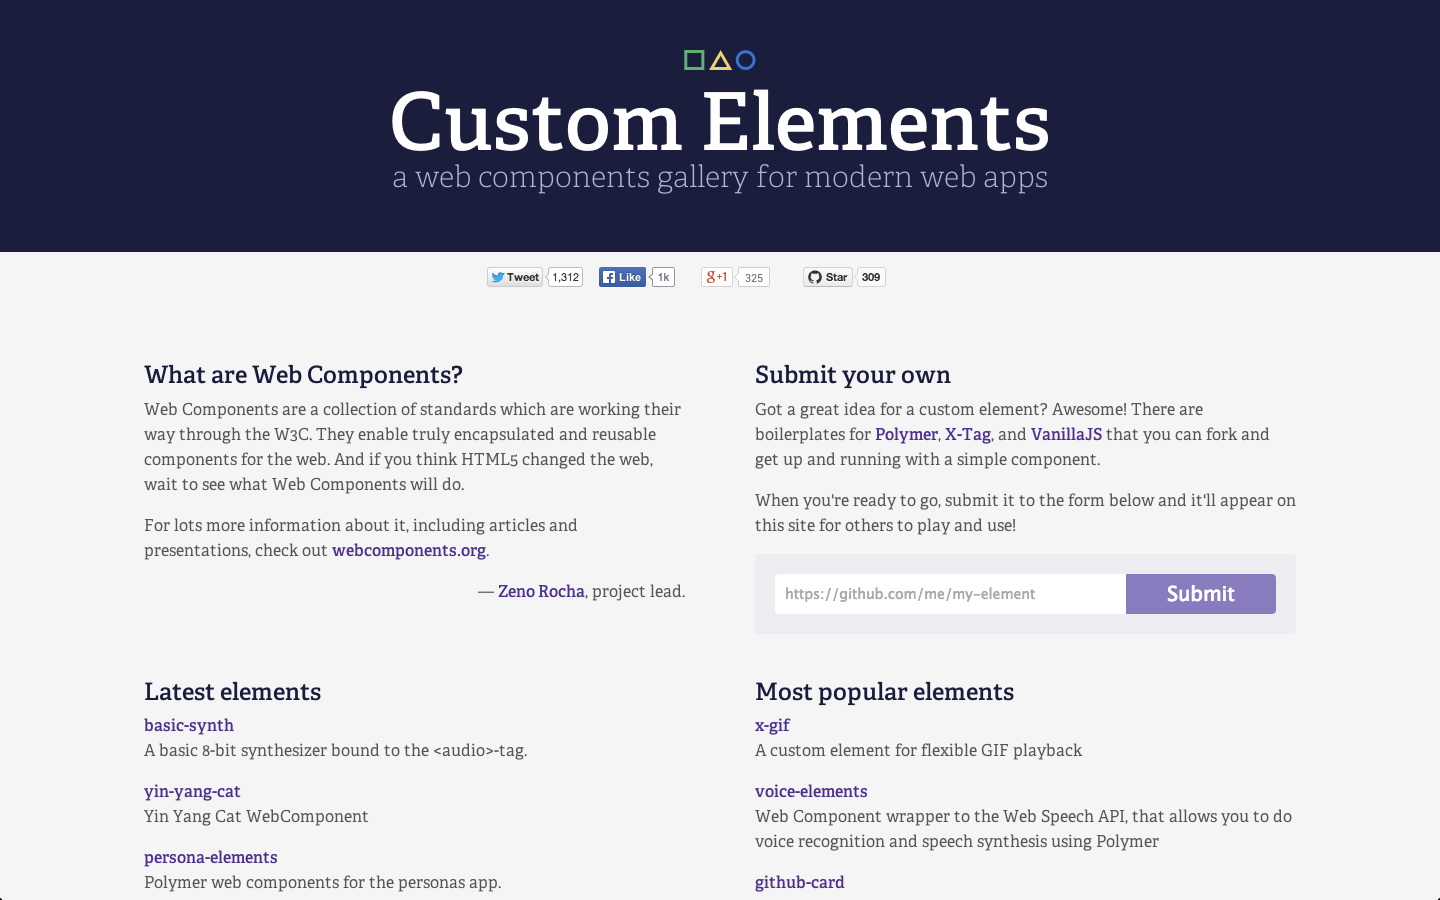 Custom Elements
a web components gallery for modern web apps
Tweet 1,312 Like 1k g+1 325 Star 309
What are Web Components?
Web Components are a collection of standards which are working their
way through the W3C. They enable truly encapsulated and reusable
components for the web. And if you think HTML5 changed the web,
wait to see what Web Components will do.
For lots more information about it, including articles and
presentations, check out webcomponents.org.
— Zeno Rocha, project lead.
Submit your own
Got a great idea for a custom element? Awesome! There are
boilerplates for Polymer, X-Tag, and VanillaJS that you can fork and
get up and running with a simple component.
When you're ready to go, submit it to the form below and it'll appear on
this site for others to play and use!
https://github.com/me/my-element Submit
Latest elements
basic-synth
A basic 8-bit synthesizer bound to the <audio>-tag.
yin-yang-cat
Yin Yang Cat WebComponent
persona-elements
Polymer web components for the personas app.
Most popular elements
x-gif
A custom element for flexible GIF playback
voice-elements
Web Component wrapper to the Web Speech API, that allows you to do
voice recognition and speech synthesis using Polymer
github-card